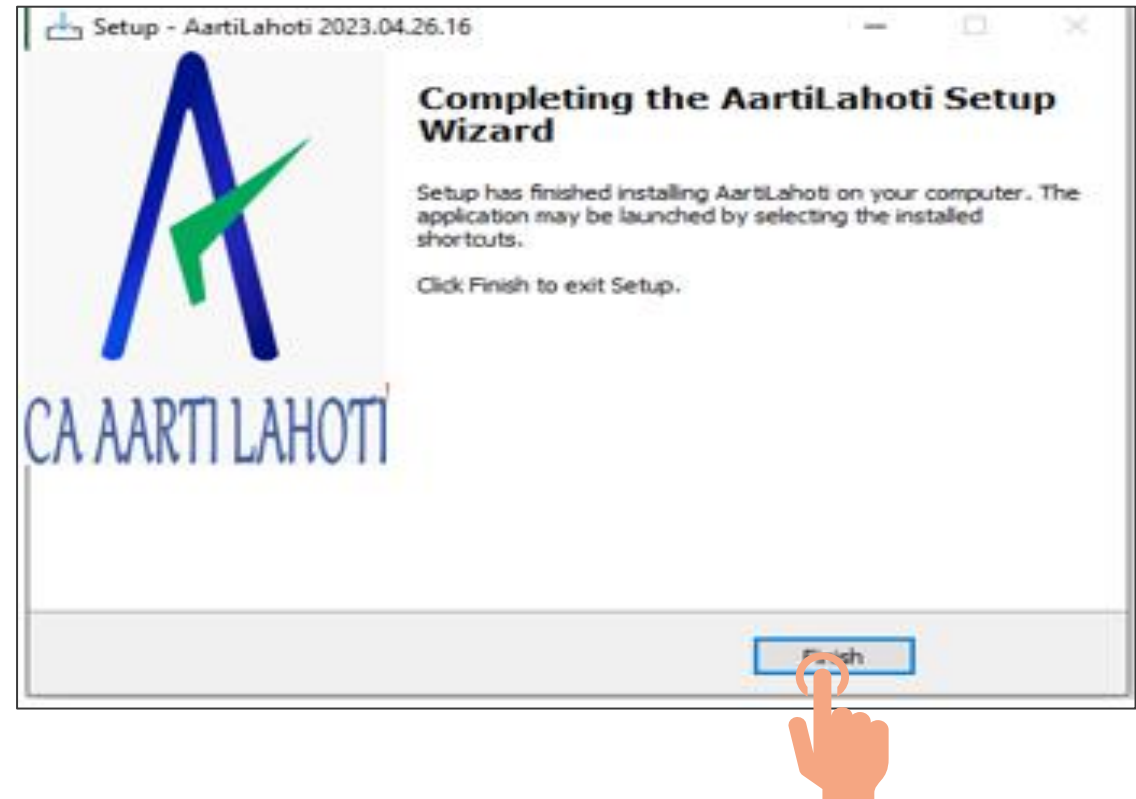 Setup - AartiLahoti 2023.04.26.16
Completing the AartiLahoti Setup
Wizard
Setup has finished installing AartiLahoti on your computer. The
application may be launched by selecting the installed
shortcuts.
Click Finish to exit Setup.
CA AARTI LAHOTI
Finish